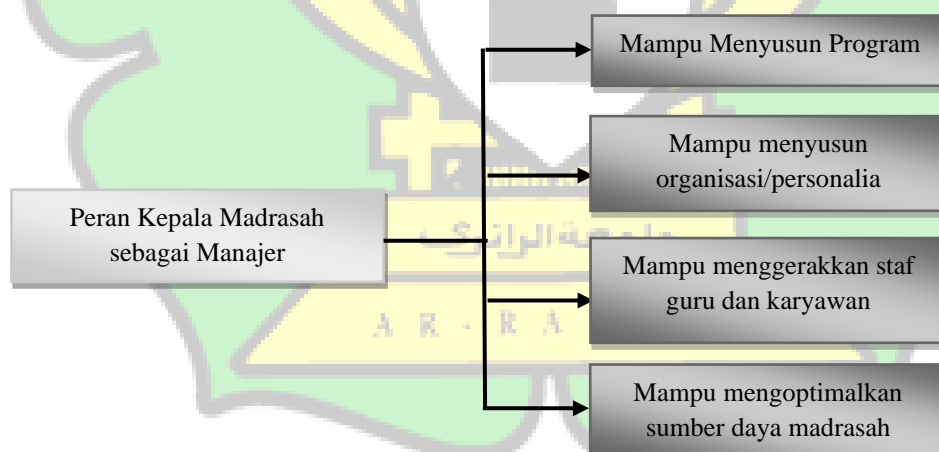 Mampu Menyusun Program
Mampu menyusun
organisasi/personalia
Peran Kepala Madrasah
sebagai Manajer
Mampu menggerakkan staf
guru dan karyawan
A R - R A
Mampu mengoptimalkan
sumber daya madrasah